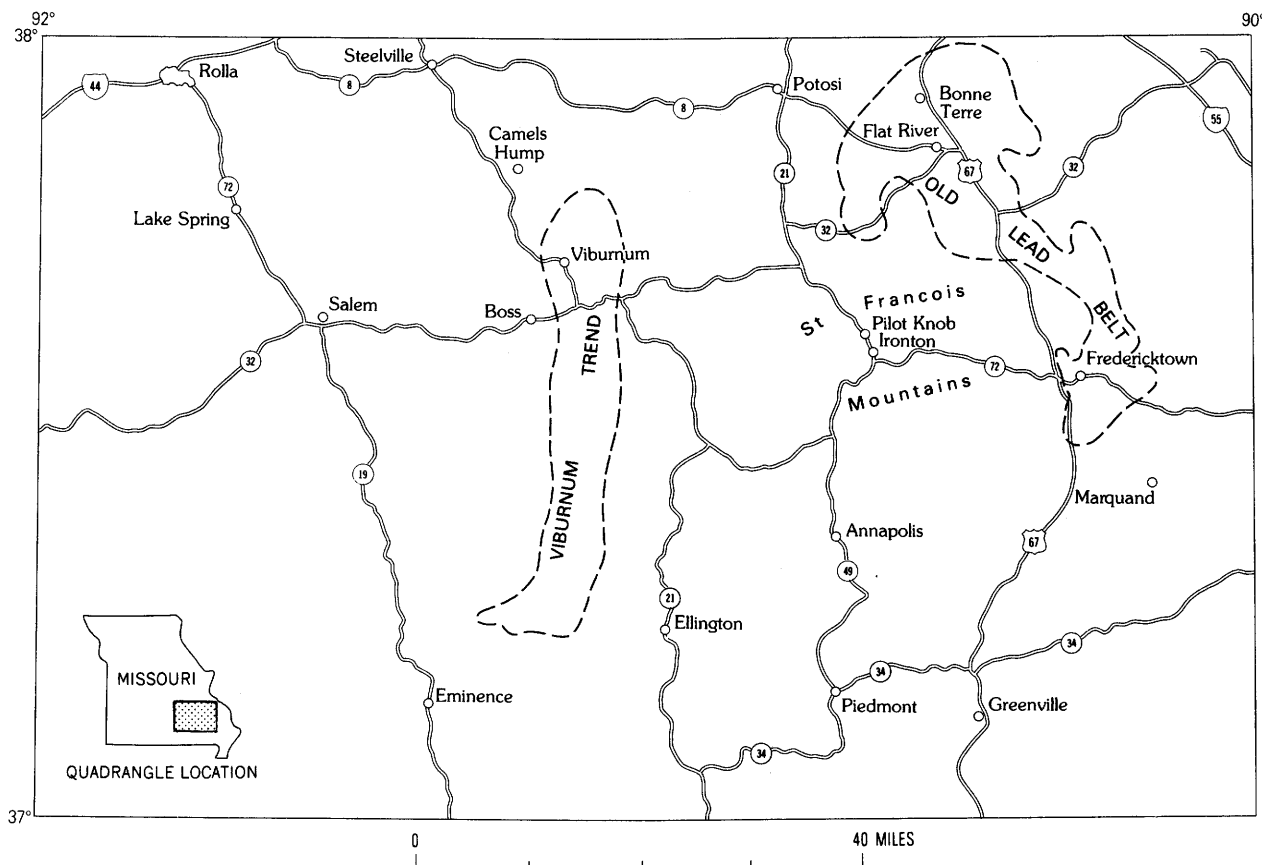 92°
90°
38°
Steelville
Rolla
44
8
Potosi
Bonne
Terre
8
55
Flat River
Camels
Hump
67
32
21
72
OLD
Lake Spring
32
LEAD
Viburnum
Francois
St
Salem
Boss
BELT
Pilot Knob
Ironton
TREND
32
72
Fredericktown
Mountains
19
Marquand
VIBURNUM
Annapolis
67
49
21
Ellington
34
34
MISSOURI
Eminence
Piedmont
Greenville
34
QUADRANGLE LOCATION
37°
0
40 MILES